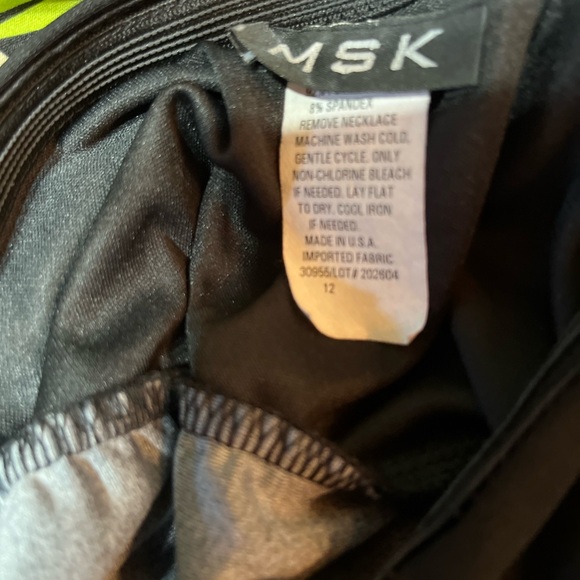 MSK
8% SPANDEX
REMOVE NECKLACE
MACHINE WASH COLD,
GENTLE CYCLE, ONLY
NON-CHLORINE BLEACH
IF NEEDED. LAY FLAT
TO DRY, COOL IRON
IF NEEDED.
MADE IN U.S.A.
IMPORTED FABRIC.
30955/LOT# 202604
12